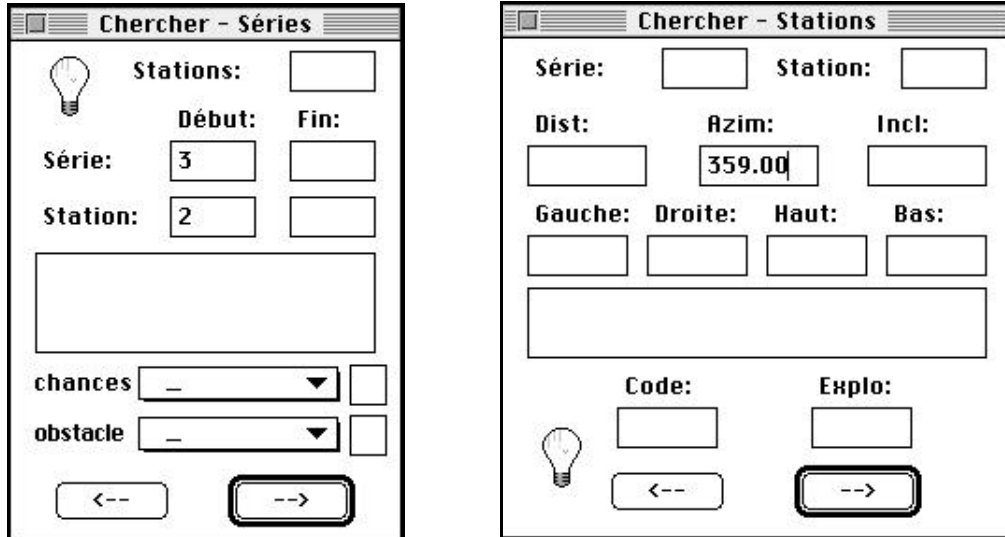 Chercher - Séries
Stations:
Début: Fin:
Série: 3
Station: 2
chances _
obstacle _
<-- -->
Chercher - Stations
Série: Station:
Dist: Azim: Incl:
359.00
Gauche: Droite: Haut: Bas:
Code: Explo:
<-- -->